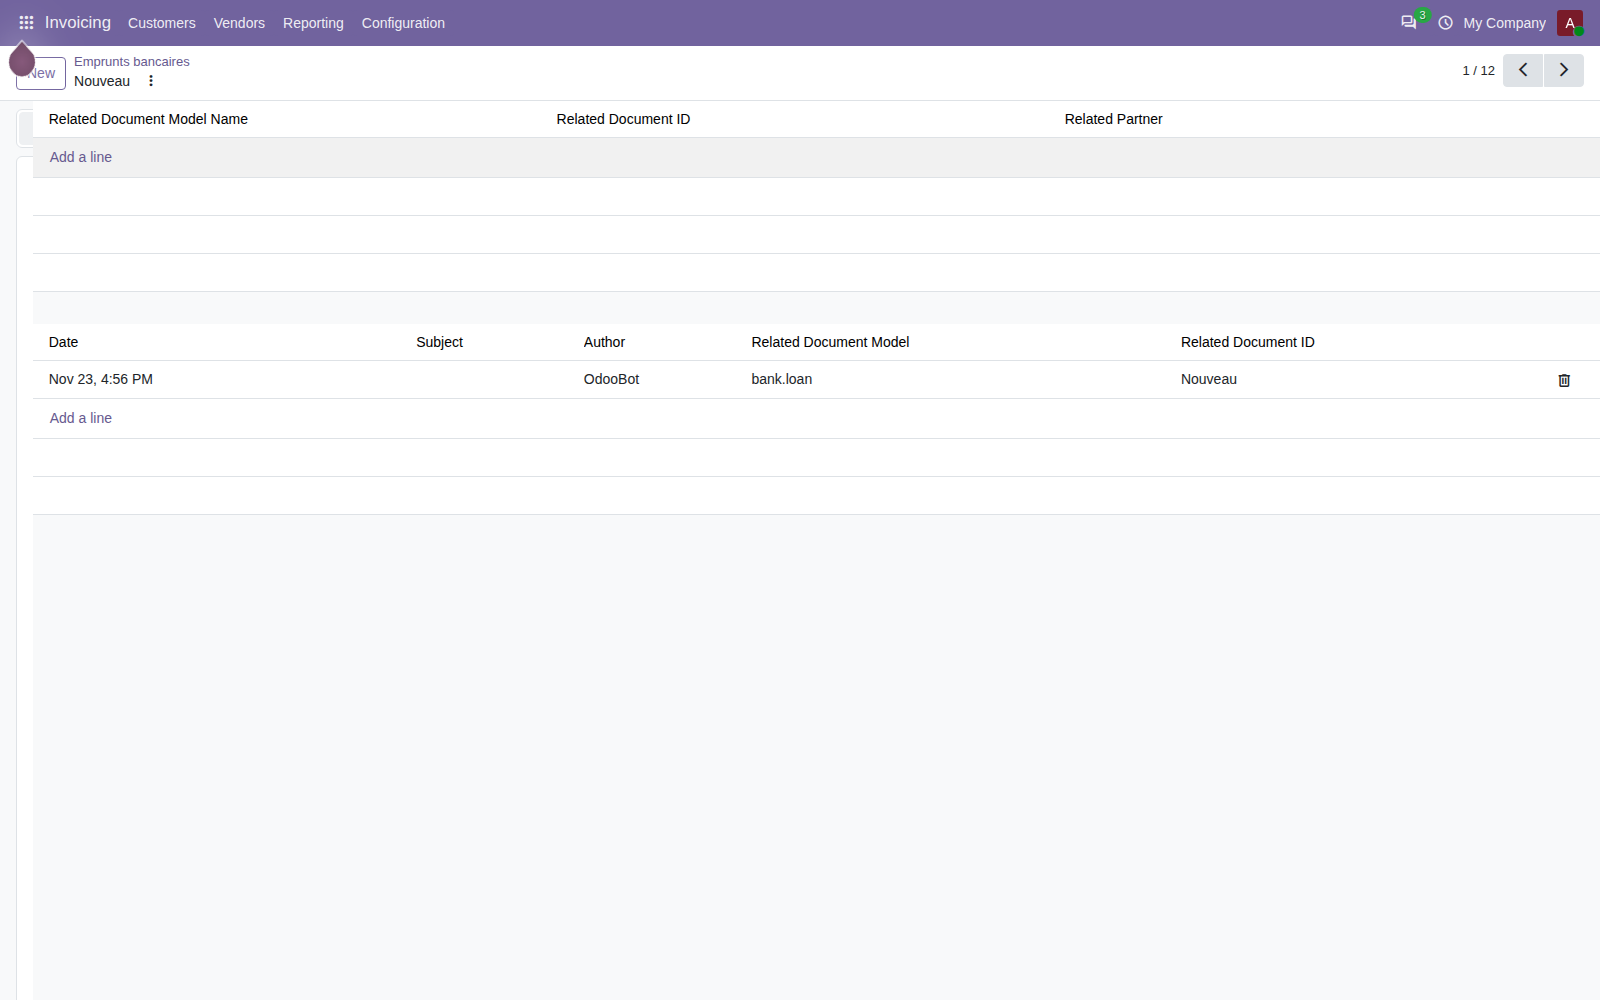 Invoicing Customers Vendors Reporting Configuration 3 My Company A
New
Emprunts bancaires
Nouveau
1 / 12
Related Document Model Name Related Document ID Related Partner
Add a line
Date Subject Author Related Document Model Related Document ID
Nov 23, 4:56 PM OdooBot bank.loan Nouveau
Add a line